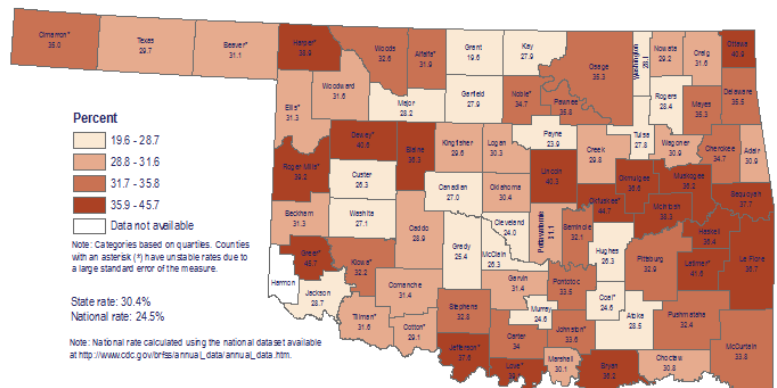 Cimarron*
36.0
Texas
29.7
Beaver*
31.1
Harper*
Woods
32.6
Alfalfa*
31.9
Grant
19.6
Kay
27.9
Osage
35.3
Washington
29.1
Nowata
29.2
Craig
31.6
Ottawa
40.9
Ellis*
31.3
Woodward
31.6
Major
28.2
Garfield
27.9
Noble*
34.7
Pawnee
35.8
Rogers
28.4
Mayes
35.3
Delaware
35.5
Percent
19.6 - 28.7
28.8 - 31.6
31.7 - 35.8
35.9 - 45.7
Data not available
Note: Categories based on quartiles. Counties
with an asterisk (*) have unstable rates due to
a large standard error of the measure.
State rate: 30.4%
National rate: 24.5%
Note: National rate calculated using the national dataset available
at http://www.cdc.gov/brfss/annual_data/annual_data.htm.
Roger Mills*
39.2
Dewey*
40.6
Blaine
36.3
Kingfisher
29.6
Logan
30.3
Payne
23.9
Creek
29.8
Tulsa
27.8
Wagoner
30.9
Cherokee
34.7
Adair
30.9
Custer
26.3
Canadian
27.0
Oklahoma
30.4
Lincoln
40.3
Okmulgee
Muskogee
Sequoyah
37.7
Beckham
31.3
Washita
27.1
Caddo
28.9
Grady
25.4
McClain
26.3
Cleveland
24.0
Pottawatomie
31.1
Seminole
32.1
Okfuskee*
44.7
McIntosh
Hughes
26.3
Haskell
36.4
Harmon
Greer*
45.7
Kiowa*
32.2
Jackson
28.7
Comanche
31.4
Garvin
31.4
Pontotoc
33.5
Pittsburg
32.9
Latimer*
Le Flore
Tillman*
31.6
Cotton*
29.1
Stephens
32.8
Murray
24.6
Coal*
24.6
Atoka
28.5
Pushmataha
32.4
Jefferson*
37.6
Carter
34
Johnston*
33.6
Love*
Marshall
30.1
Bryan
36.2
Choctaw
30.8
McCurtain
33.8